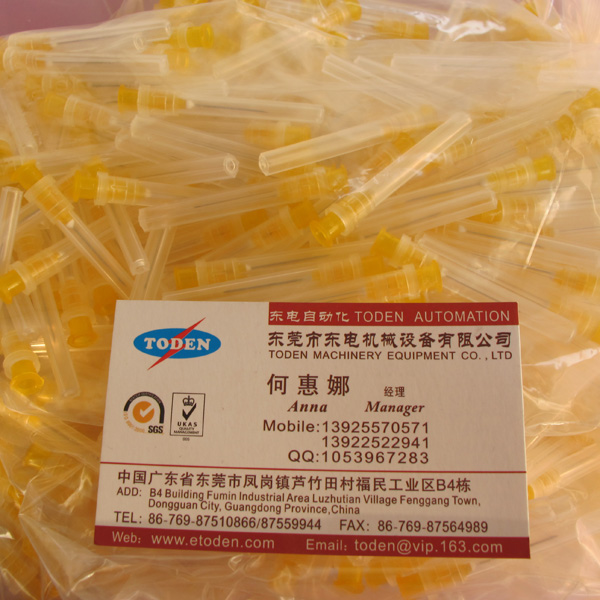 东电自动化 TODEN AUTOMATION
TODEN
东莞市东电机械设备有限公司
TODEN MACHINERY EQUIPMENT CO., LTD
何惠娜 经理
Anna Manager
SGS
UKAS
QUALITY
MANAGEMENT
Mobile:13925570571
13922522941
QQ:1053967283
中国广东省东莞市凤岗镇芦竹田村福民工业区B4栋
ADD: B4 Building Fumin Industrial Area Luzhutian Village Fenggang Town,
Dongguan City, Guangdong Province,China
TEL: 86-769-87510866/87559944 FAX: 86-769-87564989
Web: www.etoden.com Email: toden@vip.163.com